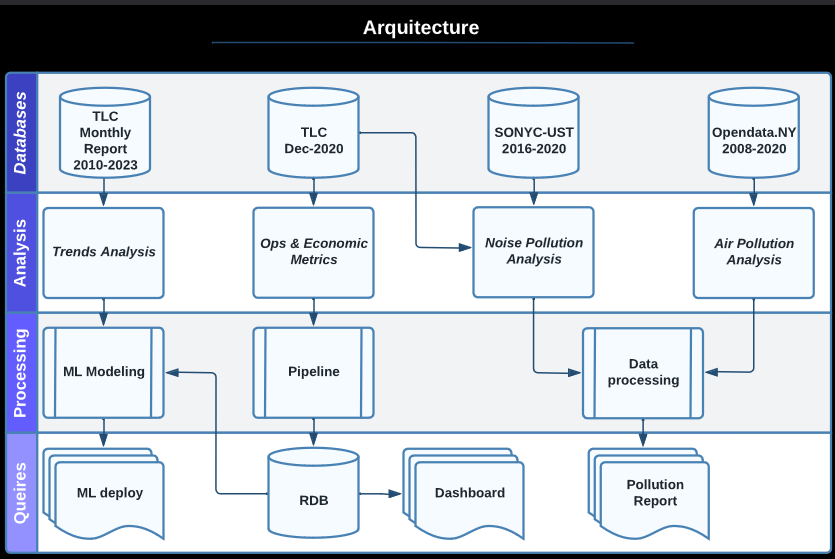 Arquitecture
Databases
TLC
Monthly
Report
2010-2023
TLC
Dec-2020
SONYC-UST
2016-2020
Opendata.NY
2008-2020
Analysis
Trends Analysis
Ops & Economic
Metrics
Noise Pollution
Analysis
Air Pollution
Analysis
Processing
ML Modeling
Pipeline
Data
processing
Queires
ML deploy
RDB
Dashboard
Pollution
Report